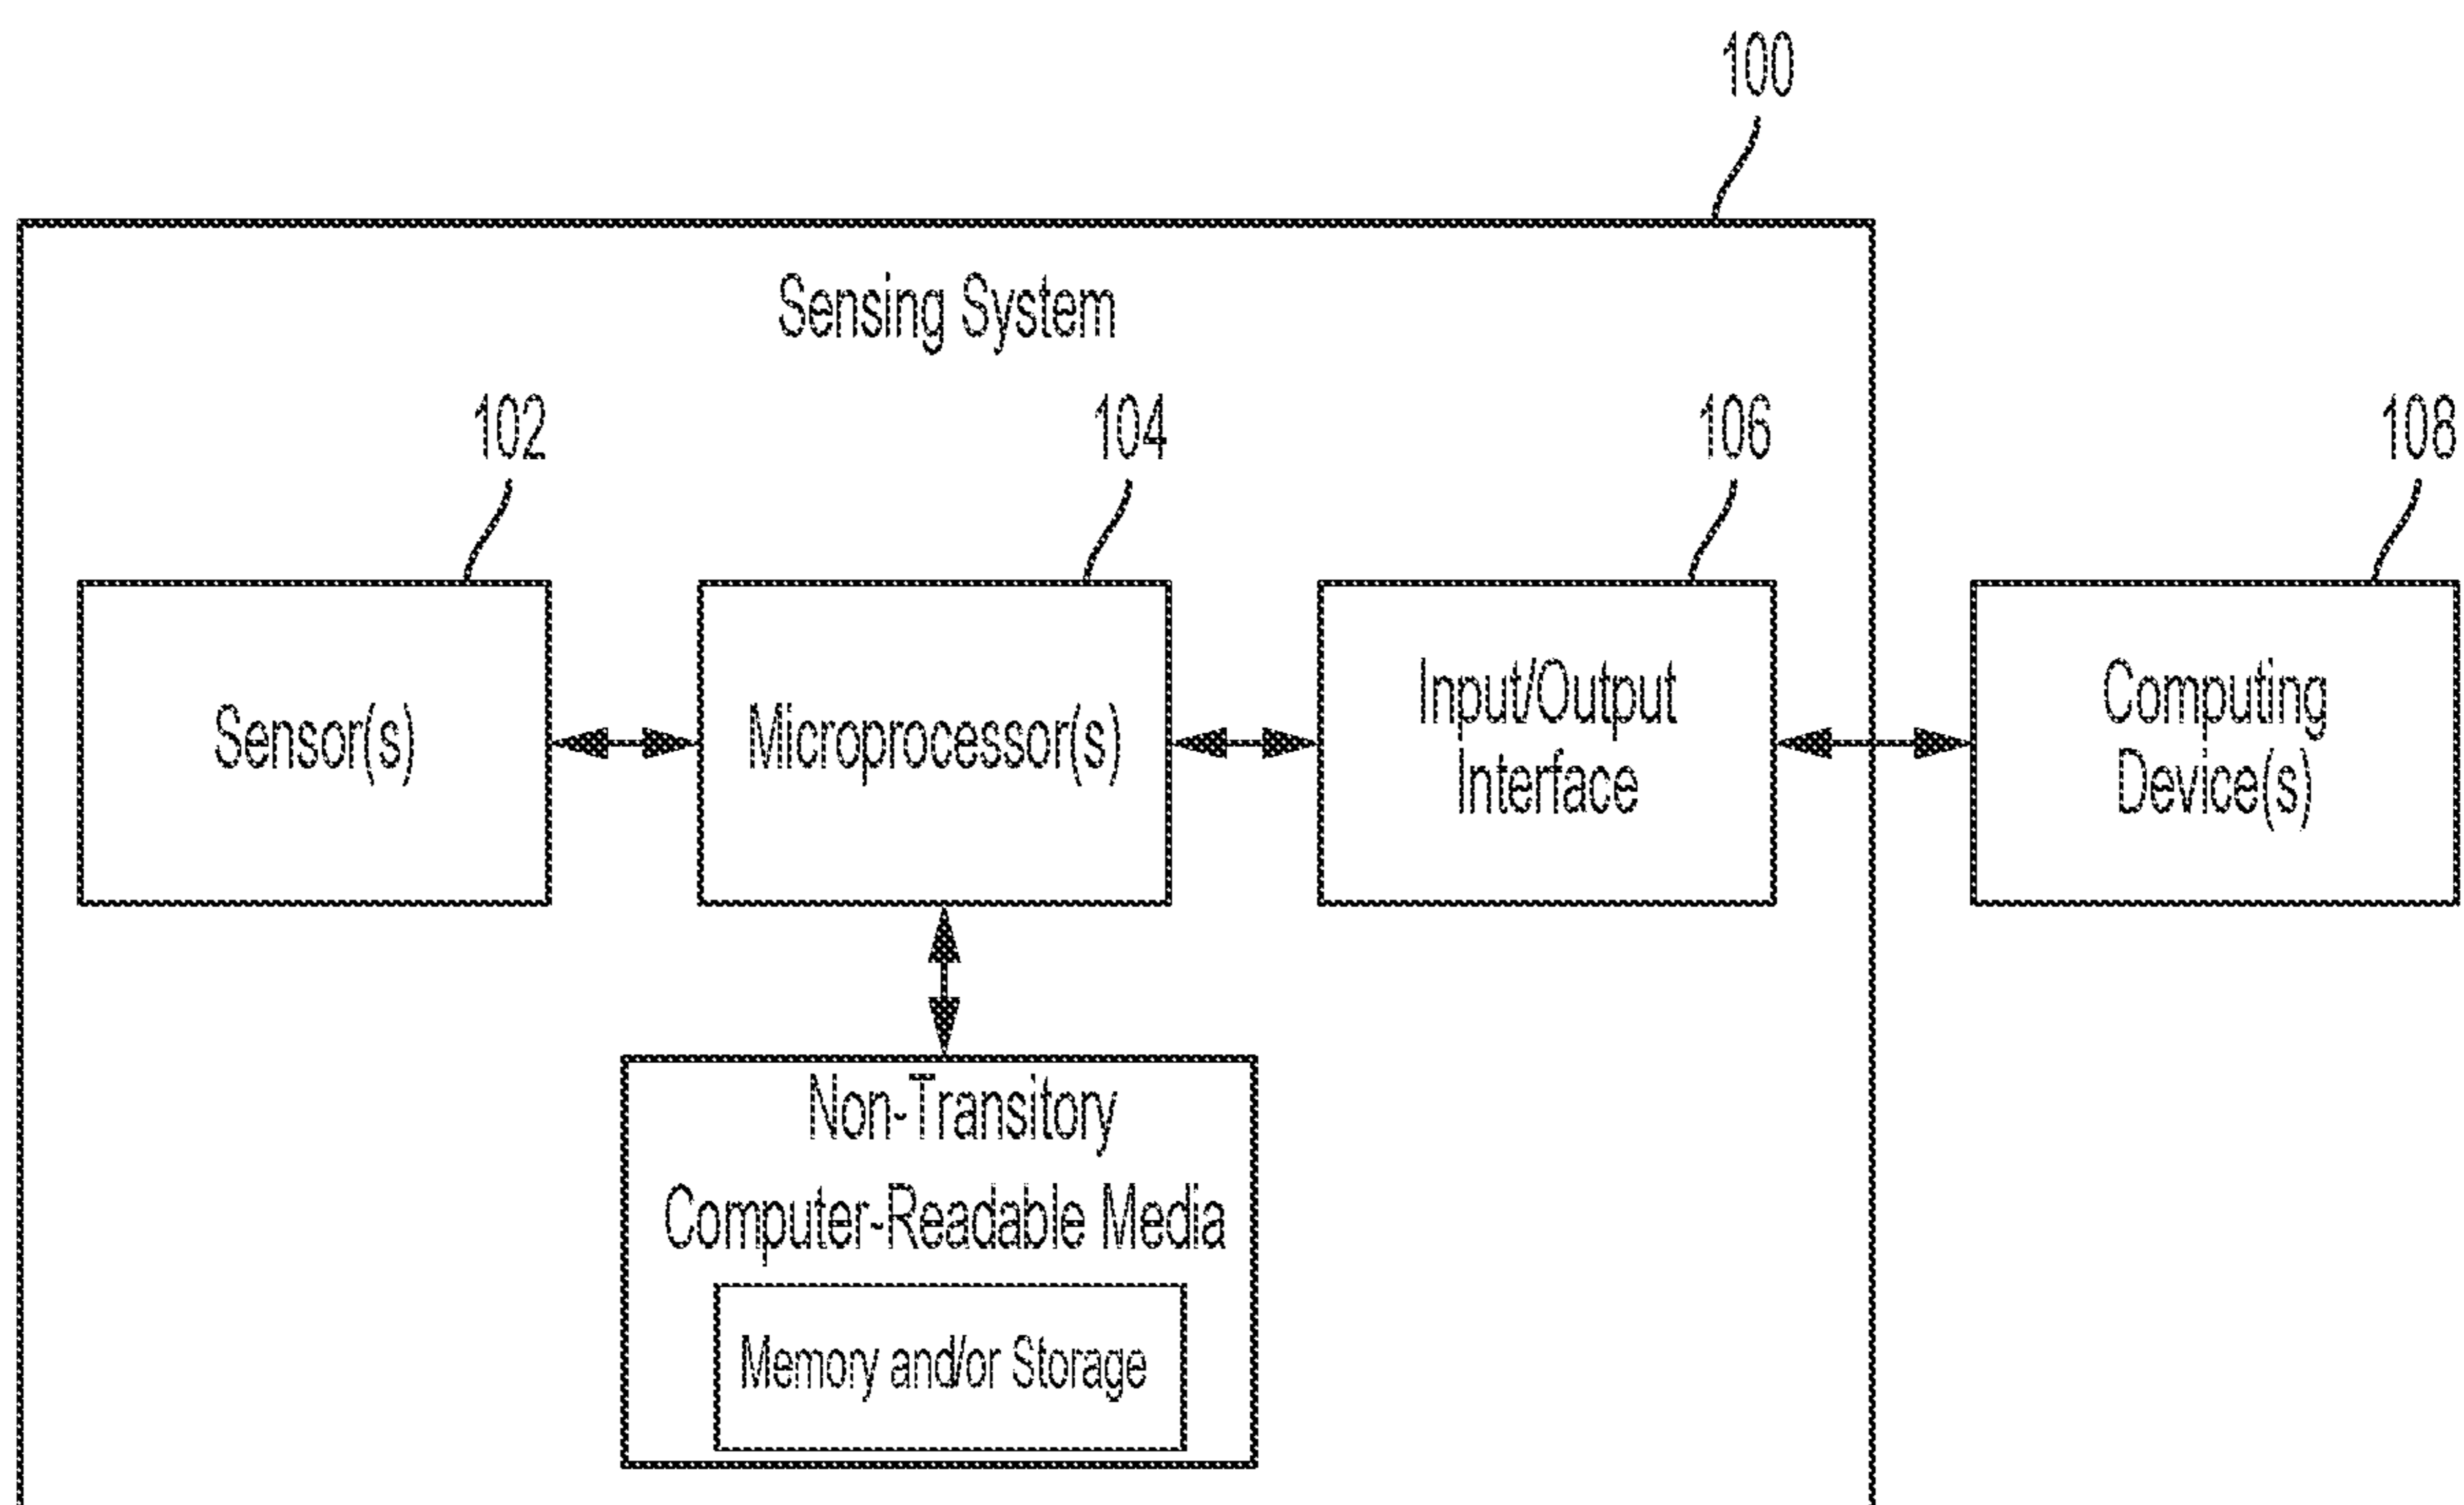 100
Sensing System
102
104
106
108
Sensor(s)
Microprocessor(s)
Input/Output
Interface
Computing
Device(s)
Non-Transitory
Computer-Readable Media
Memory and/or Storage